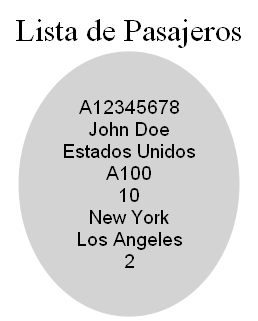 Lista de Pasajeros
A12345678
John Doe
Estados Unidos
A100
10
New York
Los Angeles
2